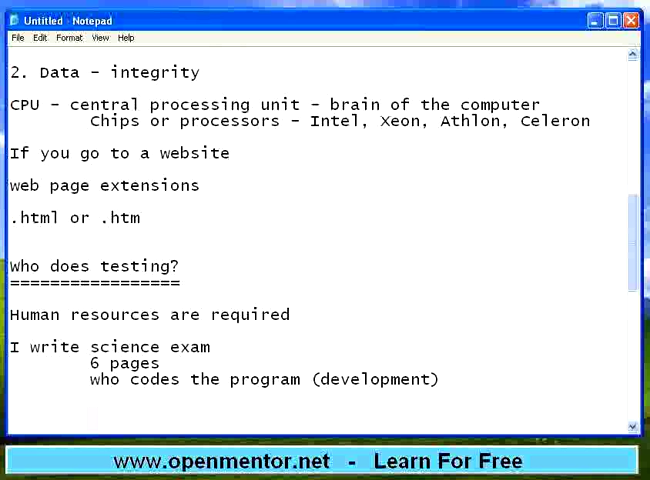 Untitled - Notepad
File Edit Format View Help
2. Data - integrity
CPU - central processing unit - brain of the computer
Chips or processors - Intel, Xeon, Athlon, Celeron
If you go to a website
web page extensions
.html or .htm
Who does testing?
=================
Human resources are required
I write science exam
6 pages
who codes the program (development)
www.openmentor.net - Learn For Free